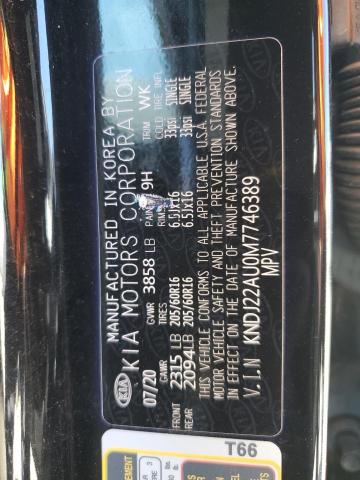 MANUFACTURED IN KOREA BY
KIA KIA MOTORS CORPORATION
07/20 GVWR 3858 LB PAINT 9H TRIM WK
GAWR TIRES RIMS COLD TIRE INFL
FRONT 2315 LB 205/60R16 6.5Jx16 33psi SINGLE
REAR 2094LB 205/60R16 6.5Jx16 33psi SINGLE
THIS VEHICLE CONFORMS TO ALL APPLICABLE U.S.A. FEDERAL
MOTOR VEHICLE SAFETY AND THEFT PREVENTION STANDARDS
IN EFFECT ON THE DATE OF MANUFACTURE SHOWN ABOVE.
V.I.N KNDJ22AU0M7746389
MPV
T66